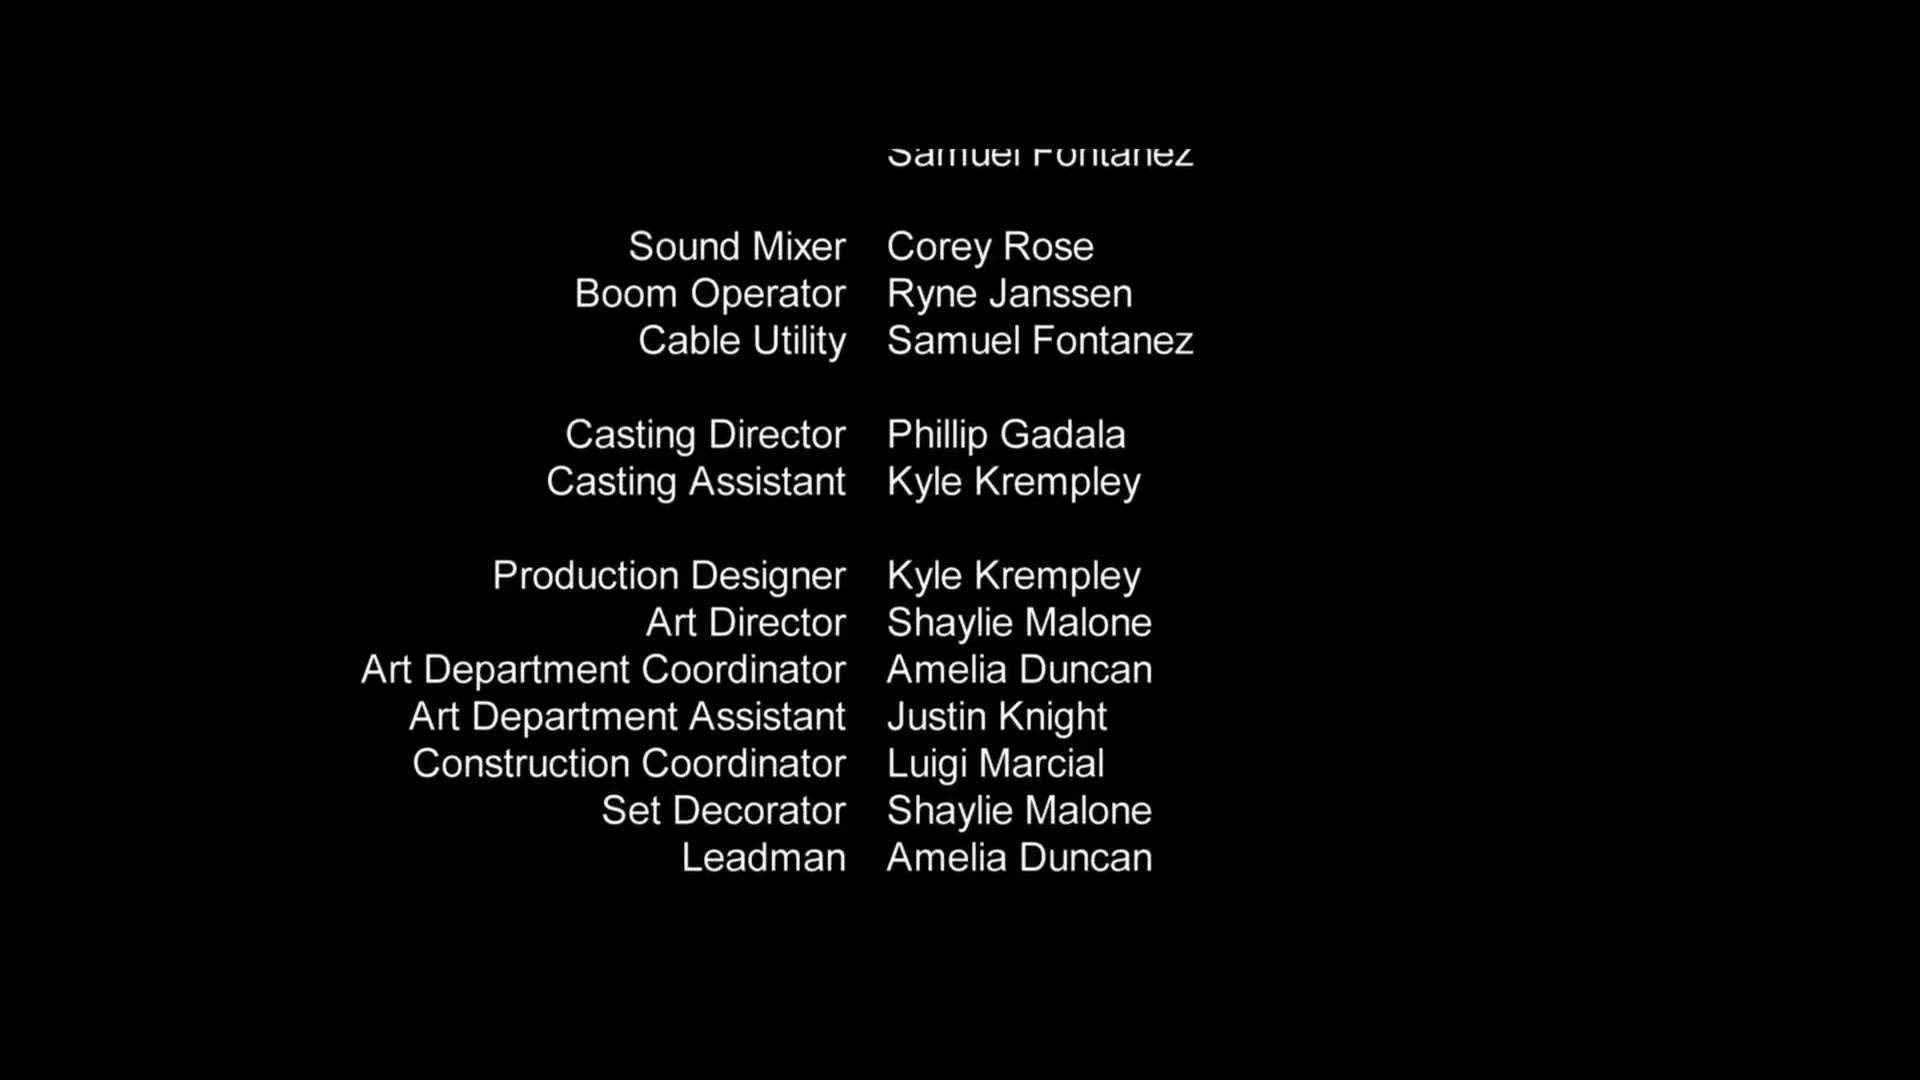 Samuel Fontanez
Sound Mixer Corey Rose
Boom Operator Ryne Janssen
Cable Utility Samuel Fontanez
Casting Director Phillip Gadala
Casting Assistant Kyle Krempley
Production Designer Kyle Krempley
Art Director Shaylie Malone
Art Department Coordinator Amelia Duncan
Art Department Assistant Justin Knight
Construction Coordinator Luigi Marcial
Set Decorator Shaylie Malone
Leadman Amelia Duncan